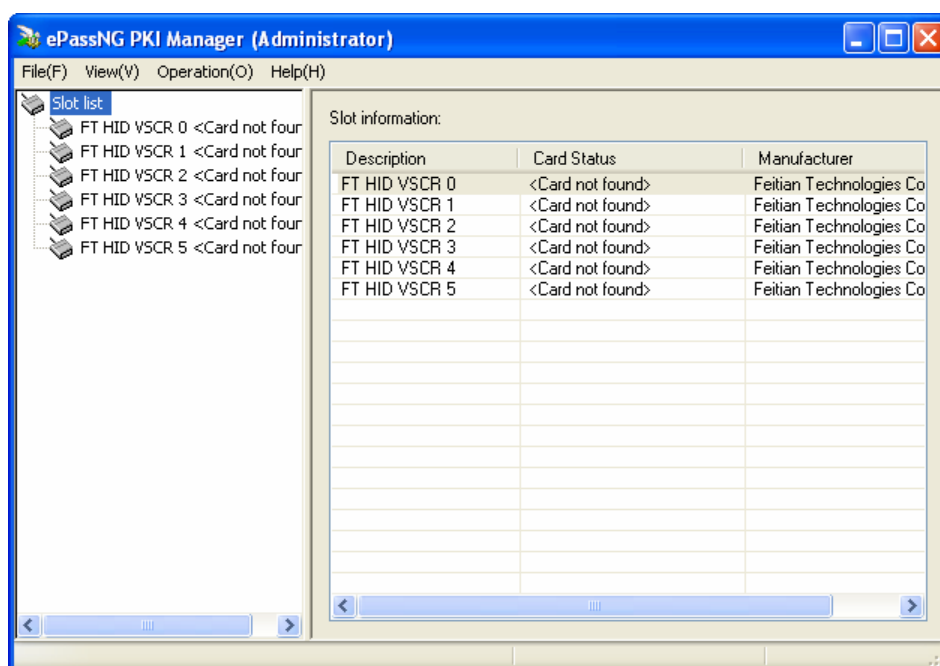 ePassNG PKI Manager (Administrator)
File(F) View(V) Operation(O) Help(H)
Slot list
FT HID VSCR 0 <Card not four
FT HID VSCR 1 <Card not four
FT HID VSCR 2 <Card not four
FT HID VSCR 3 <Card not four
FT HID VSCR 4 <Card not four
FT HID VSCR 5 <Card not four
Slot information:
Description Card Status Manufacturer
FT HID VSCR 0 <Card not found> Feitian Technologies Co
FT HID VSCR 1 <Card not found> Feitian Technologies Co
FT HID VSCR 2 <Card not found> Feitian Technologies Co
FT HID VSCR 3 <Card not found> Feitian Technologies Co
FT HID VSCR 4 <Card not found> Feitian Technologies Co
FT HID VSCR 5 <Card not found> Feitian Technologies Co